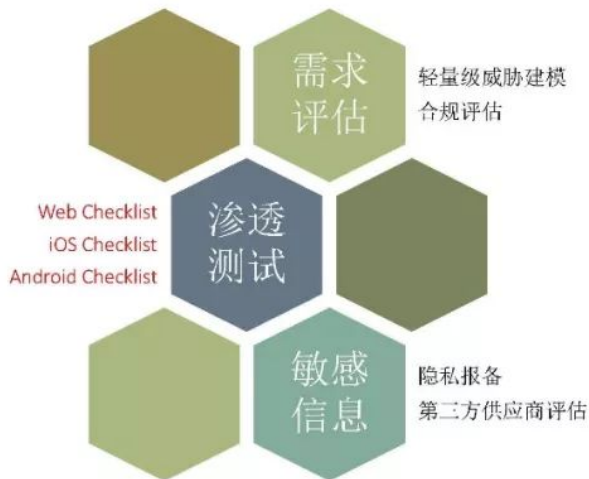 需求
评估
轻量级威胁建模
合规评估
Web Checklist
iOS Checklist
Android Checklist
渗透
测试
敏感
信息
隐私报备
第三方供应商评估